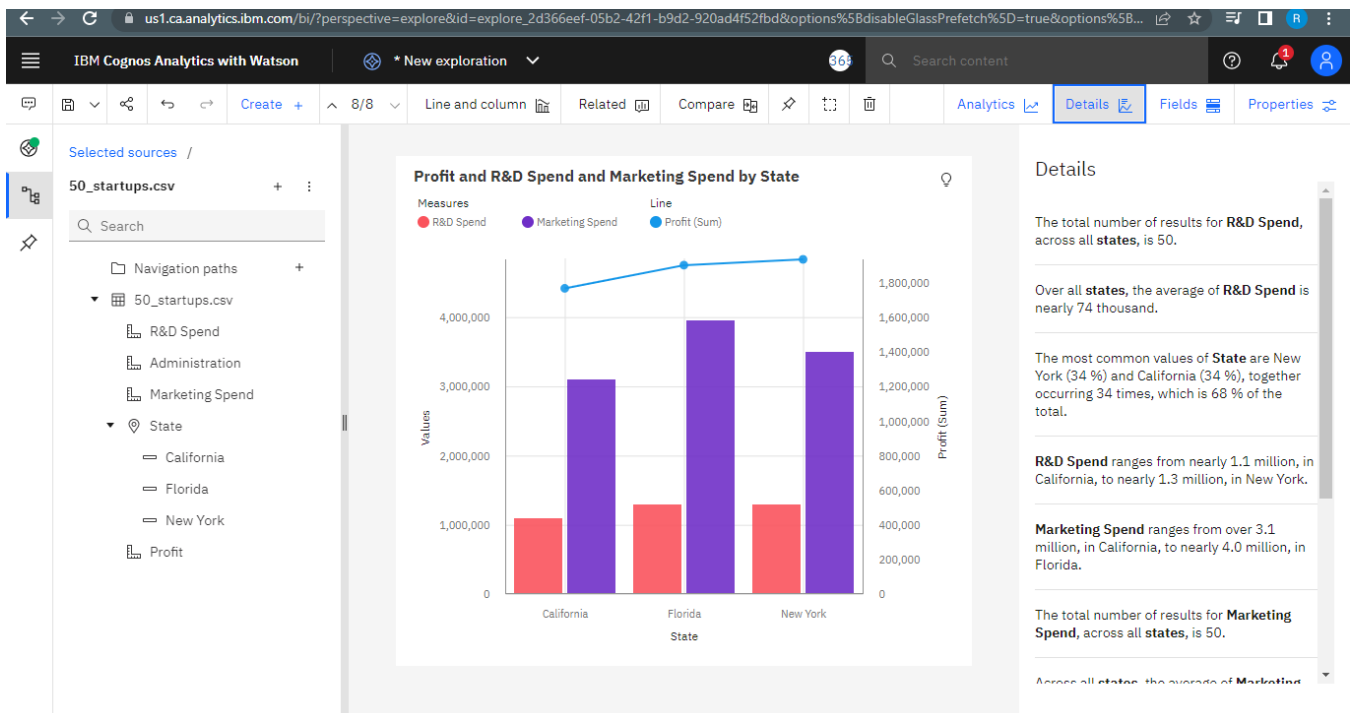 us1.ca.analytics.ibm.com/bi/?perspective=explore&id=explore_2d366eef-05b2-42f1-b9d2-920ad4f52fbd&options%5BdisableGlassPrefetch%5D=true&options%5B...
R
IBM Cognos Analytics with Watson
* New exploration
365
Search content
1
Create +
8/8
Line and column
Related
Compare
Analytics
Details
Fields
Properties
Selected sources /
50_startups.csv
Search
Navigation paths
50_startups.csv
R&D Spend
Administration
Marketing Spend
State
California
Florida
New York
Profit
Profit and R&D Spend and Marketing Spend by State
Measures
R&D Spend
Marketing Spend
Line
Profit (Sum)
Values
4,000,000
3,000,000
2,000,000
1,000,000
0
1,800,000
1,600,000
1,400,000
1,200,000
1,000,000
800,000
600,000
400,000
200,000
0
Profit (Sum)
California
Florida
New York
State
Details
The total number of results for R&D Spend,
across all states, is 50.
Over all states, the average of R&D Spend is
nearly 74 thousand.
The most common values of State are New
York (34 %) and California (34 %), together
occurring 34 times, which is 68 % of the
total.
R&D Spend ranges from nearly 1.1 million, in
California, to nearly 1.3 million, in New York.
Marketing Spend ranges from over 3.1
million, in California, to nearly 4.0 million, in
Florida.
The total number of results for Marketing
Spend, across all states, is 50.
Across all states, the average of Marketing